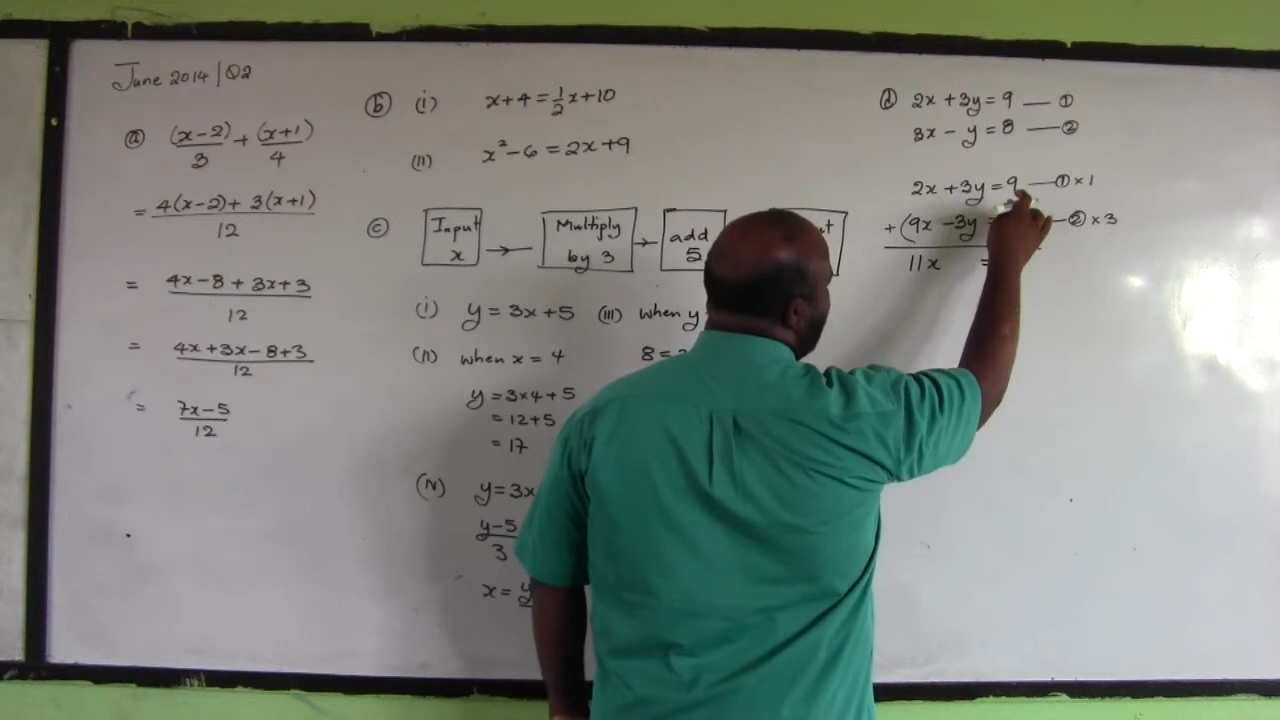 June 2014 | Q2
ⓐ (x-2)/3 + (x+1)/4
= 4(x-2) + 3(x+1) / 12
= 4x-8 + 3x+3 / 12
= 4x+3x-8+3 / 12
= 7x-5 / 12
ⓑ (i) x+4 = 1/2 x+10
(ii) x²-6 = 2x+9
ⓒ Input x → Multiply by 3 → add 5
(i) y = 3x+5
(ii) when x = 4
y = 3x4+5
= 12+5
= 17
(iii) when y
8 =
(iv) y=3x
y-5 / 3
x = y
ⓓ 2x+3y = 9 — ①
3x - y = 8 — ②
2x+3y = 9 — ① x 1
+ (9x - 3y = — ② x 3
11x =